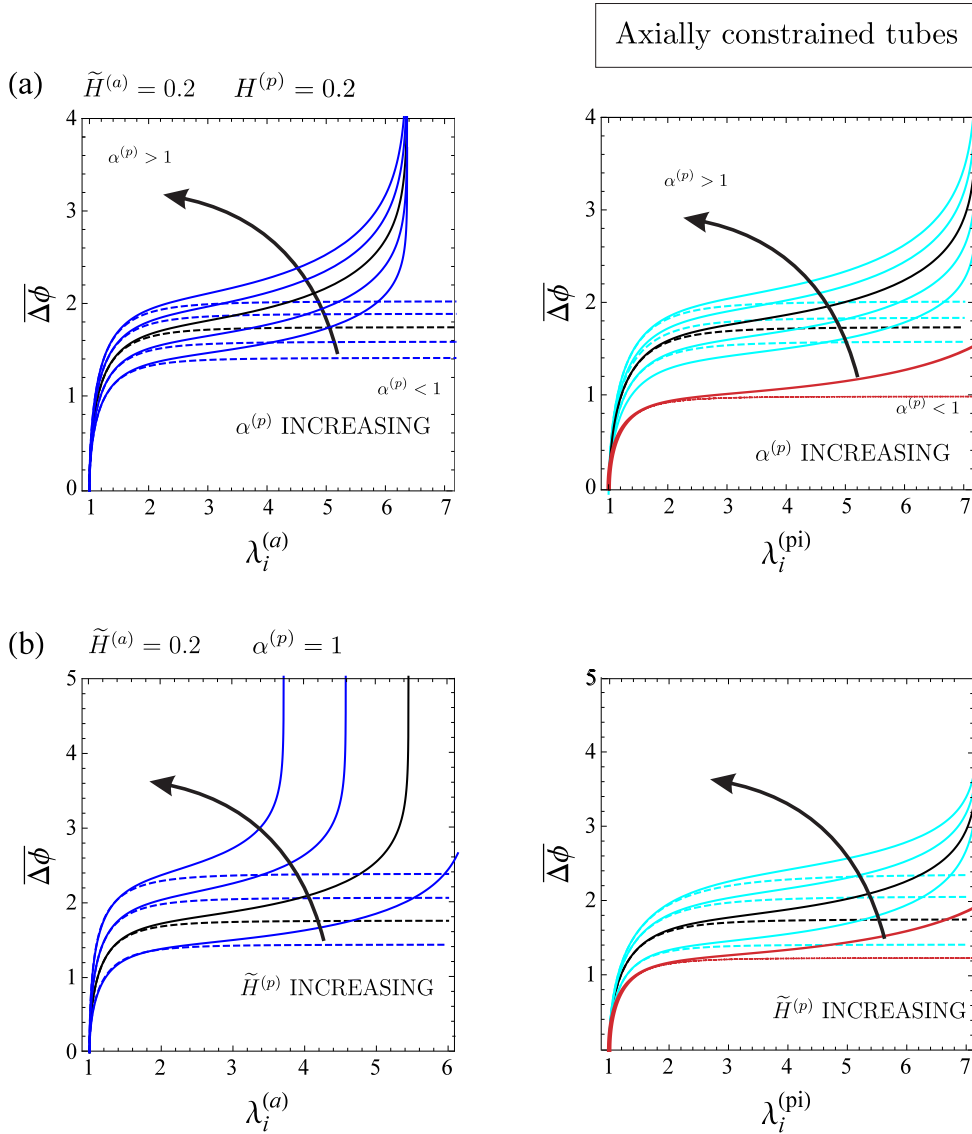 Axially constrained tubes
(a) H̃^(a) = 0.2 H^(p) = 0.2
4
3
2
1
0
1 2 3 4 5 6 7
Δϕ
α^(p) > 1
α^(p) < 1
α^(p) INCREASING
λ_i^(a)
4
3
2
1
0
1 2 3 4 5 6 7
Δϕ
α^(p) > 1
α^(p) < 1
α^(p) INCREASING
λ_i^(pi)
(b) H̃^(a) = 0.2 α^(p) = 1
5
4
3
2
1
0
1 2 3 4 5 6
Δϕ
H̃^(p) INCREASING
λ_i^(a)
5
4
3
2
1
0
1 2 3 4 5 6 7
Δϕ
H̃^(p) INCREASING
λ_i^(pi)